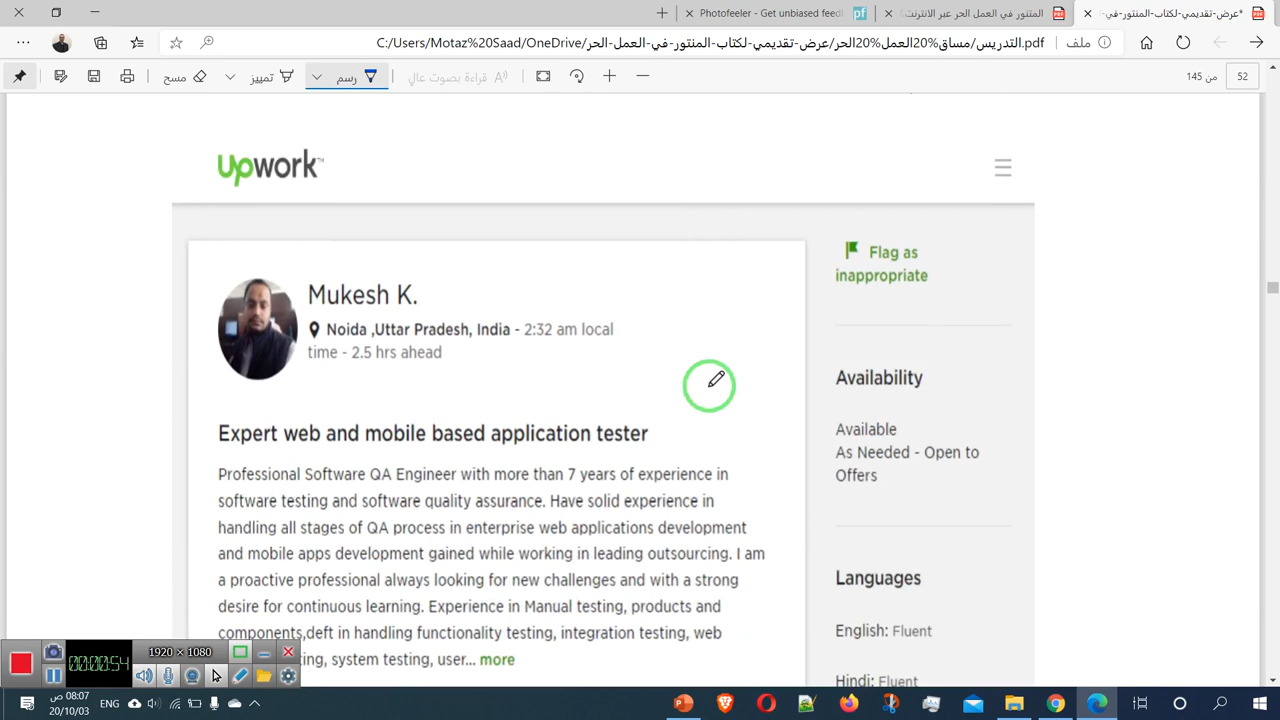 Photofeeler - Get unbiased feedl
المتنور في العمل الحر عبر الانترنت
عرض-تقديمي-لكتاب-المنتور-في-*
C:/Users/Motaz%20Saad/OneDrive/التدريس/مساق%20العمل%20الحر/عرض-تقديمي-لكتاب-المنتور-في-العمل-الحر.pdf
ملف
مسح
تمييز
رسم
قراءة بصوت عالٍ
من 145
52
Upwork™
Mukesh K.
Noida ,Uttar Pradesh, India - 2:32 am local
time - 2.5 hrs ahead
Expert web and mobile based application tester
Professional Software QA Engineer with more than 7 years of experience in
software testing and software quality assurance. Have solid experience in
handling all stages of QA process in enterprise web applications development
and mobile apps development gained while working in leading outsourcing. I am
a proactive professional always looking for new challenges and with a strong
desire for continuous learning. Experience in Manual testing, products and
components,deft in handling functionality testing, integration testing, web
ting, system testing, user... more
Flag as
inappropriate
Availability
Available
As Needed - Open to
Offers
Languages
English: Fluent
Hindi: Fluent
00:00:54
1920 × 1080
08:07 ص
20/10/03
ENG